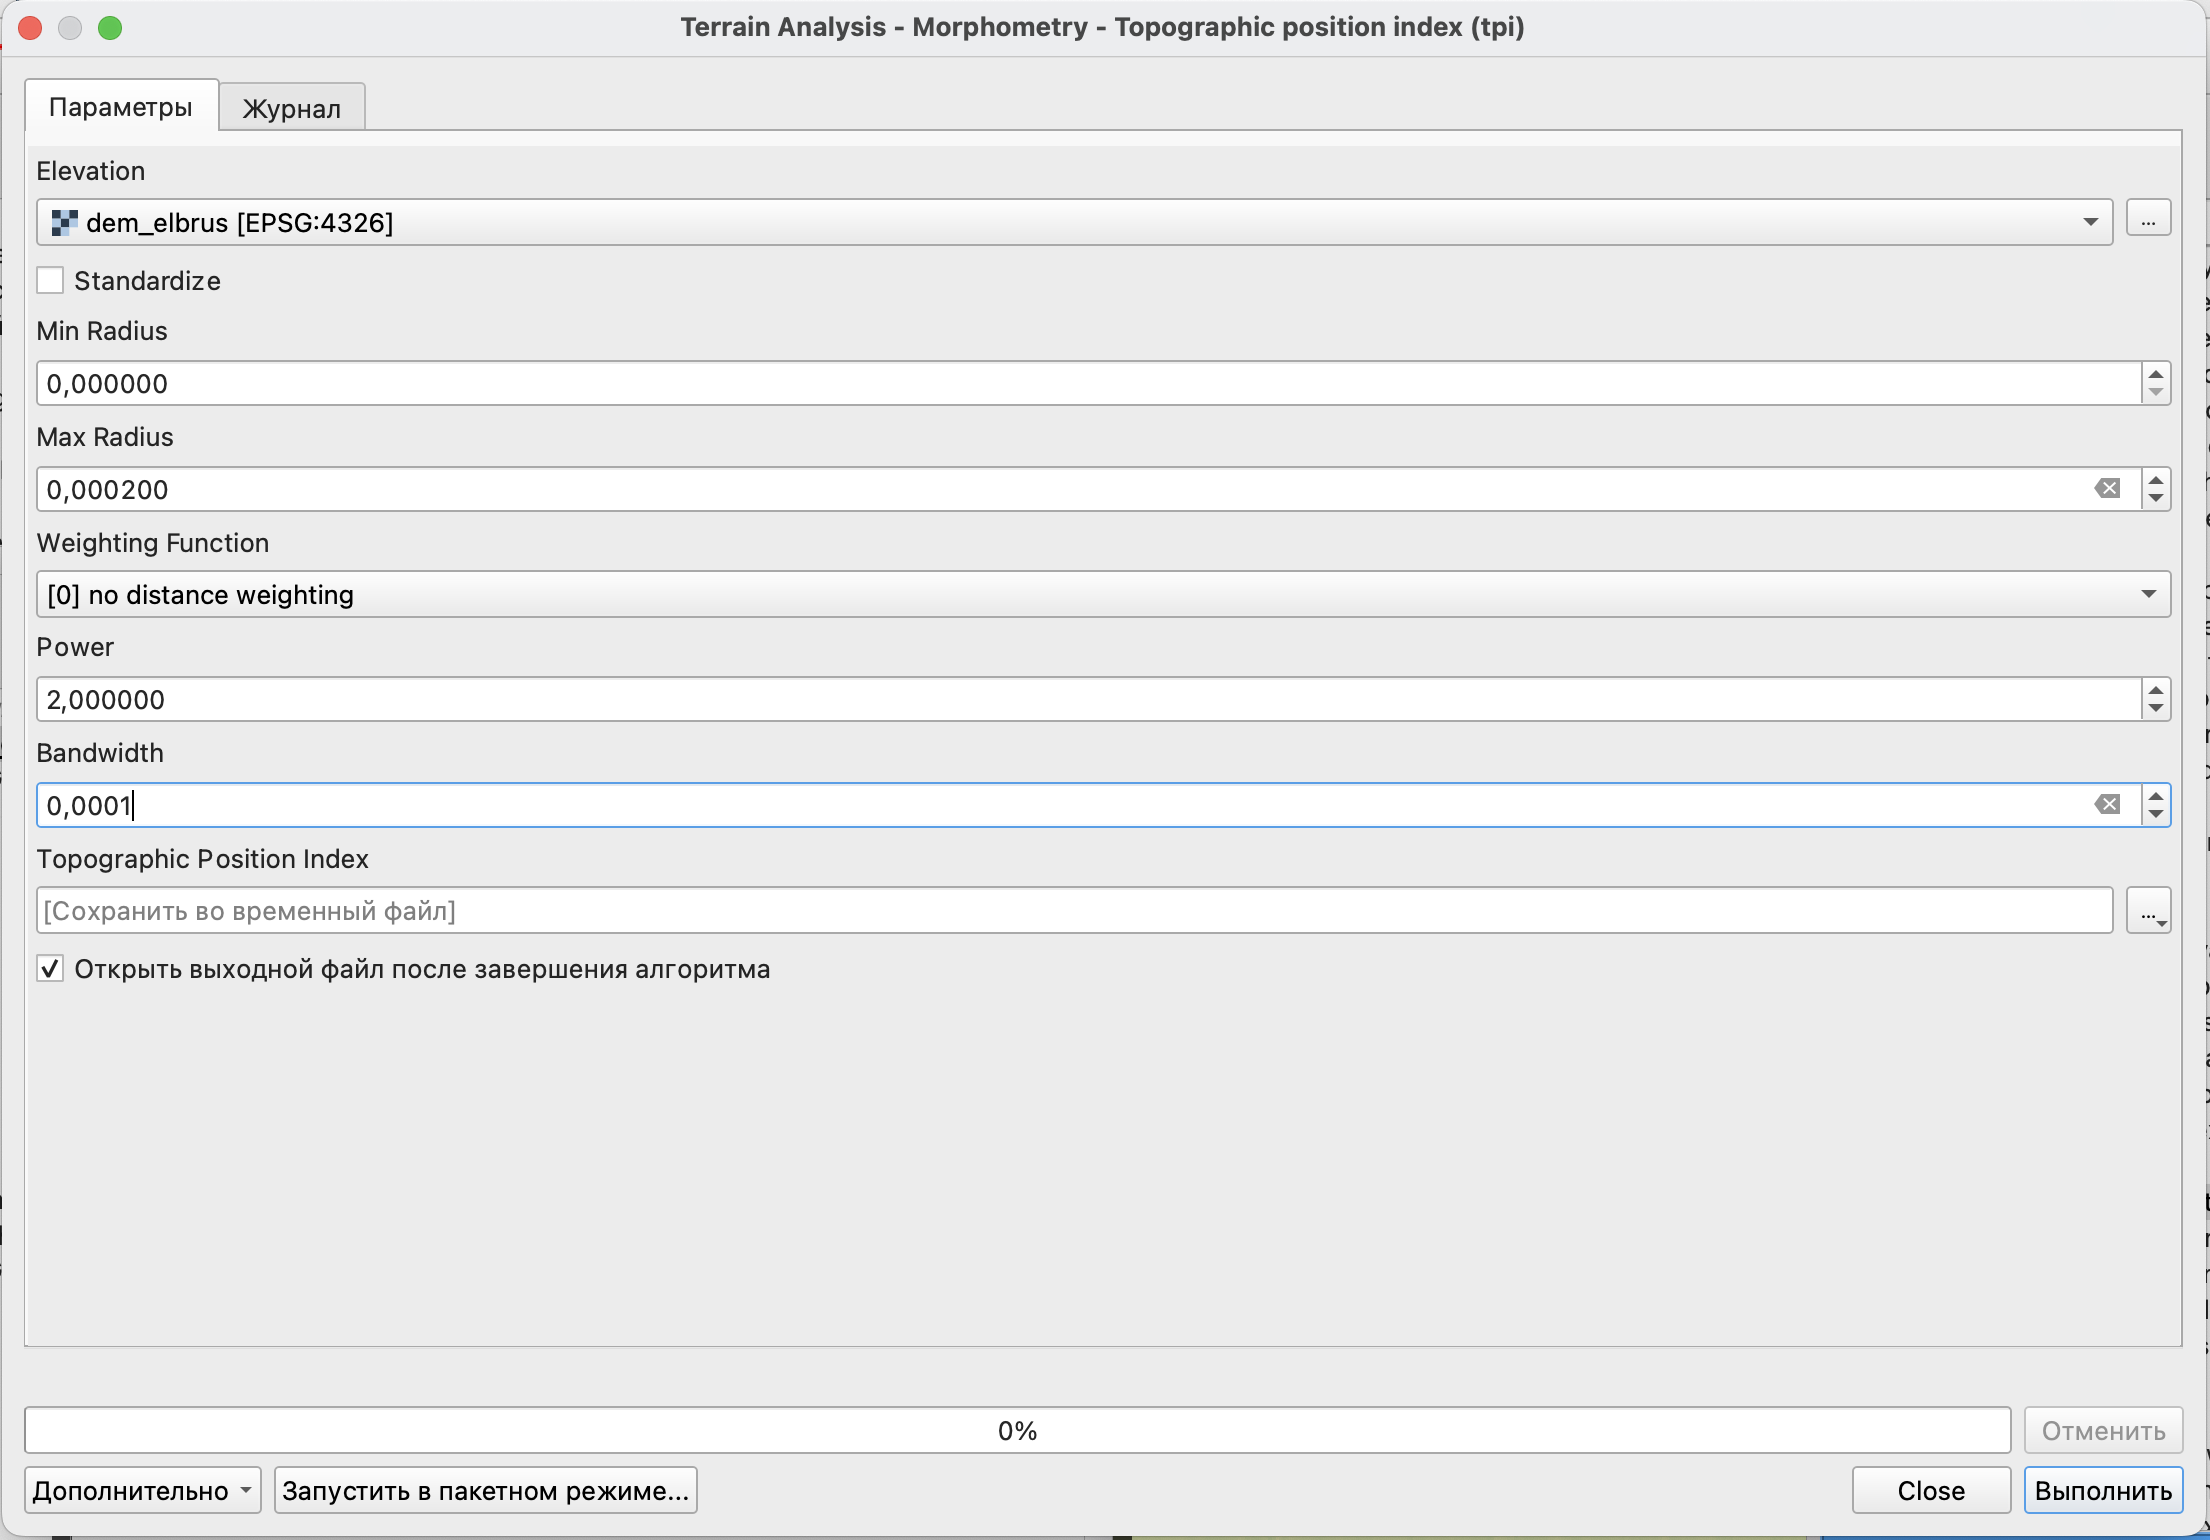 Terrain Analysis - Morphometry - Topographic position index (tpi)
Параметры
Журнал
Elevation
dem_elbrus [EPSG:4326]
...
Standardize
Min Radius
0,000000
Max Radius
0,000200
Weighting Function
[0] no distance weighting
Power
2,000000
Bandwidth
0,0001
Topographic Position Index
[Сохранить во временный файл]
...
Открыть выходной файл после завершения алгоритма
0%
Отменить
Дополнительно
Запустить в пакетном режиме...
Close
Выполнить